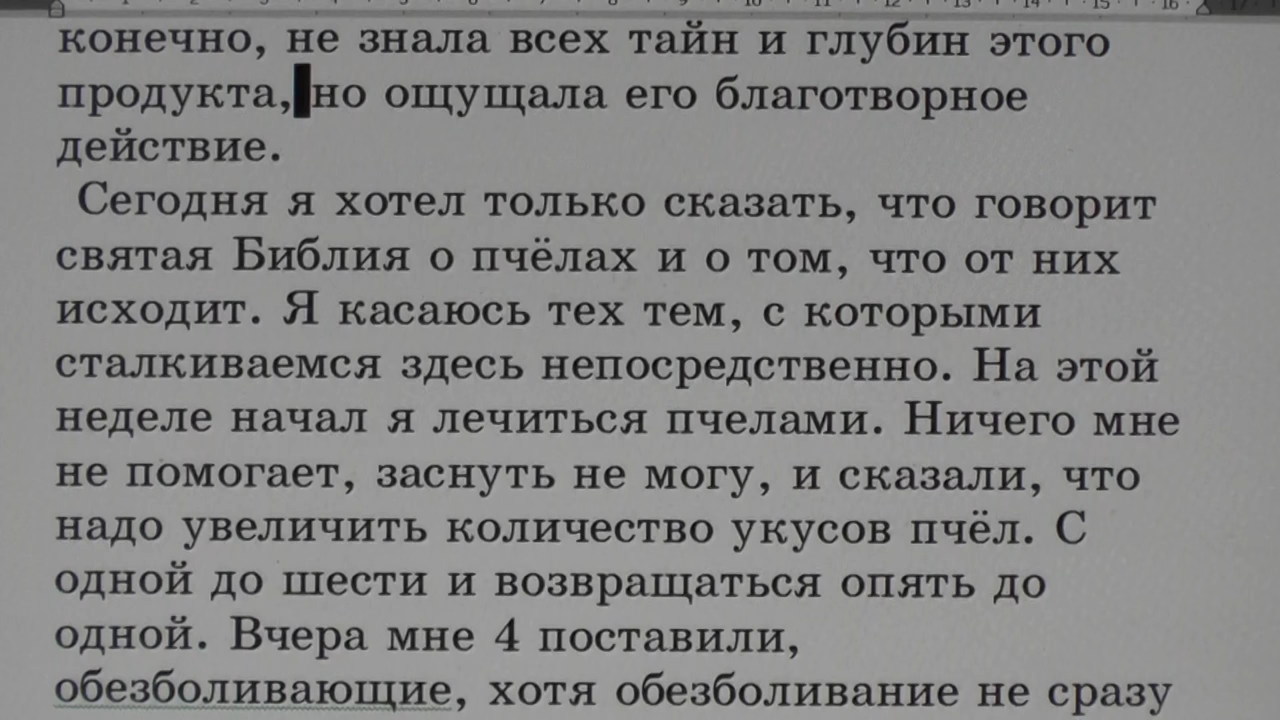 конечно, не знала всех тайн и глубин этого
продукта, но ощущала его благотворное
действие.
Сегодня я хотел только сказать, что говорит
святая Библия о пчёлах и о том, что от них
исходит. Я касаюсь тех тем, с которыми
сталкиваемся здесь непосредственно. На этой
неделе начал я лечиться пчелами. Ничего мне
не помогает, заснуть не могу, и сказали, что
надо увеличить количество укусов пчёл. С
одной до шести и возвращаться опять до
одной. Вчера мне 4 поставили,
обезболивающие, хотя обезболивание не сразу